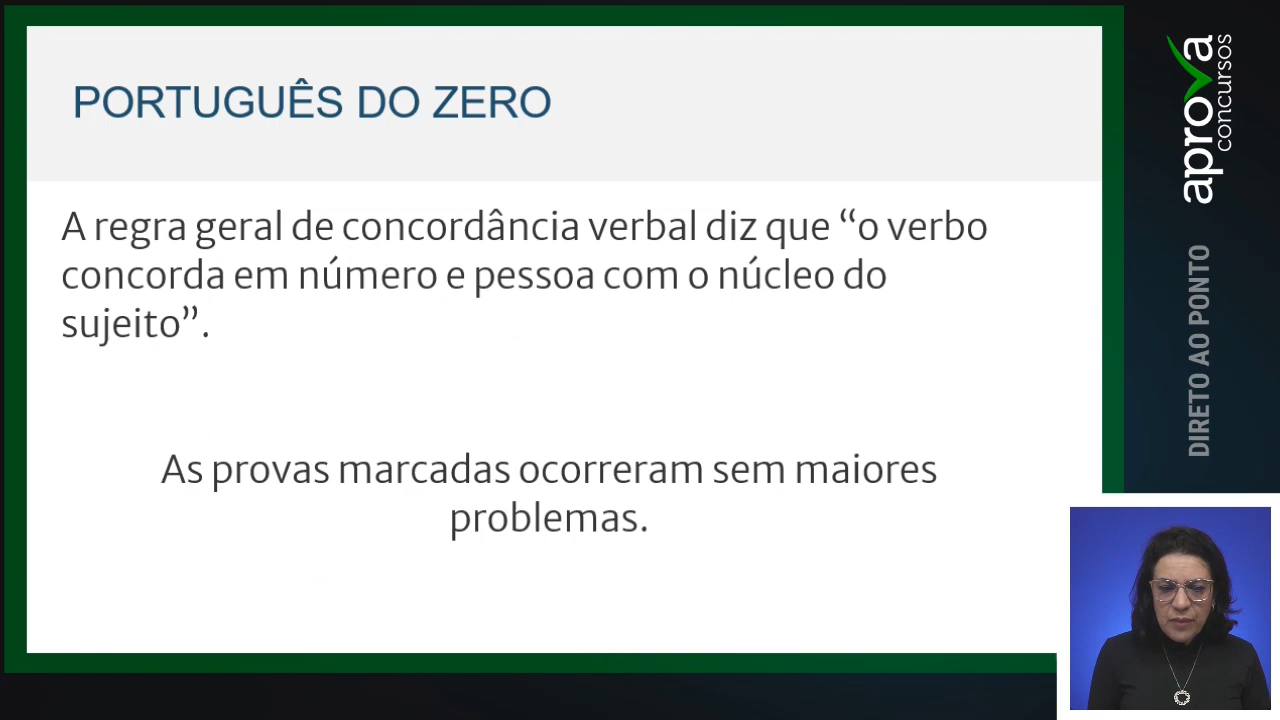 PORTUGUÊS DO ZERO
A regra geral de concordância verbal diz que “o verbo
concorda em número e pessoa com o núcleo do
sujeito”.
As provas marcadas ocorreram sem maiores
problemas.
aprova
concursos
DIRETO AO PONTO